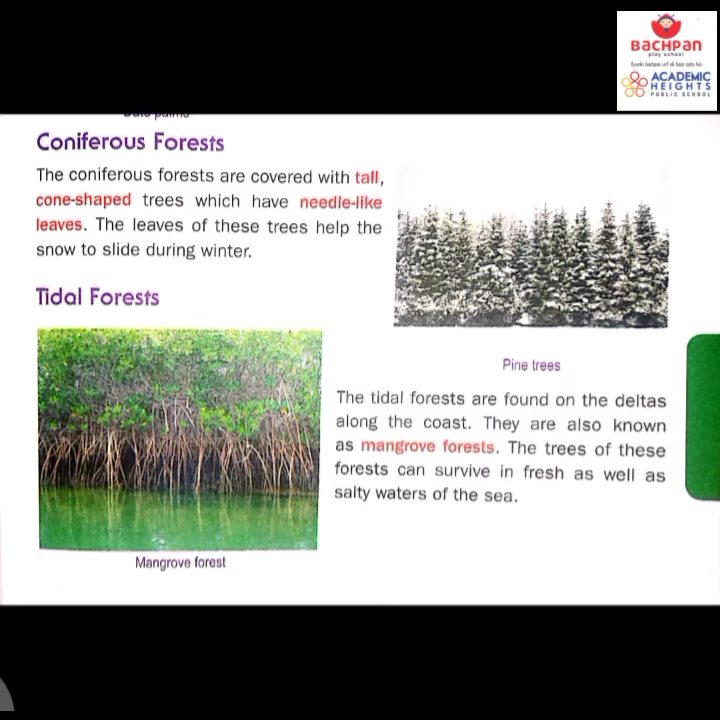 BACHPAN
play school
ACADEMIC
HEIGHTS
PUBLIC SCHOOL
Date palms
Coniferous Forests
The coniferous forests are covered with tall,
cone-shaped trees which have needle-like
leaves. The leaves of these trees help the
snow to slide during winter.
Pine trees
Tidal Forests
Mangrove forest
The tidal forests are found on the deltas
along the coast. They are also known
as mangrove forests. The trees of these
forests can survive in fresh as well as
salty waters of the sea.